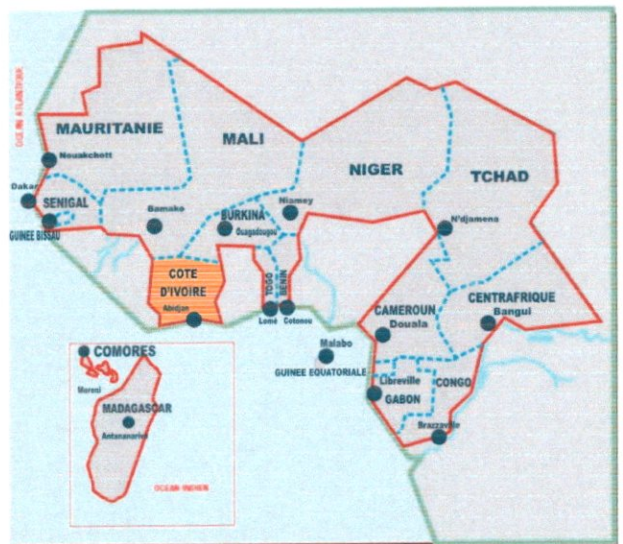 OCEAN ATLANTIQUE
MAURITANIE
MALI
NIGER
TCHAD
Nouakchott
Dakar
SENEGAL
GUINEE BISSAU
Bamako
BURKINA
Ouagadougou
Niamey
N'djamena
COTE
D'IVOIRE
Abidjan
TOGO
BENIN
Lomé
Cotonou
CAMEROUN
Douala
CENTRAFRIQUE
Bangui
Malabo
GUINEE EQUATORIALE
Libreville
GABON
CONGO
Brazzaville
COMORES
Moroni
MADAGASCAR
Antananarivo
OCEAN INDIEN